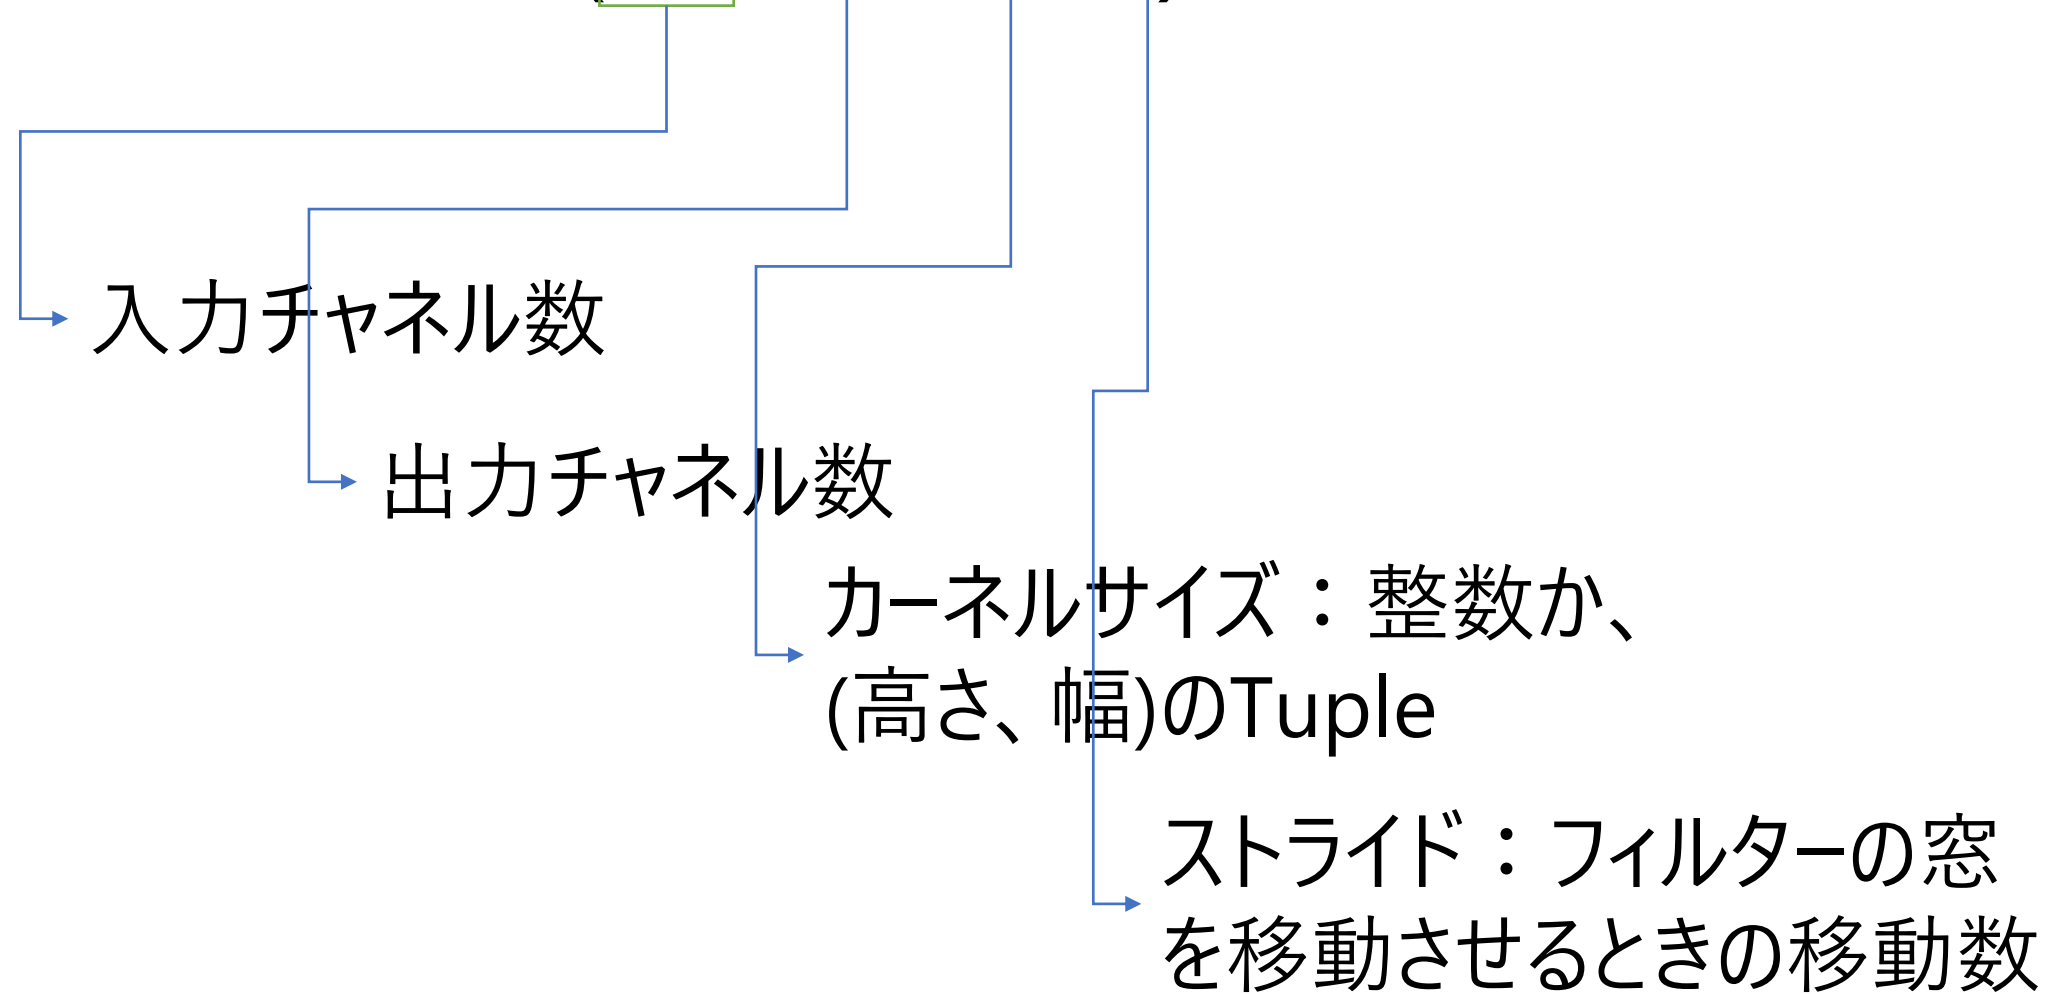 入力チャネル数
出力チャネル数
カーネルサイズ：整数か、
(高さ、幅)のTuple
ストライド：フィルターの窓
を移動させるときの移動数